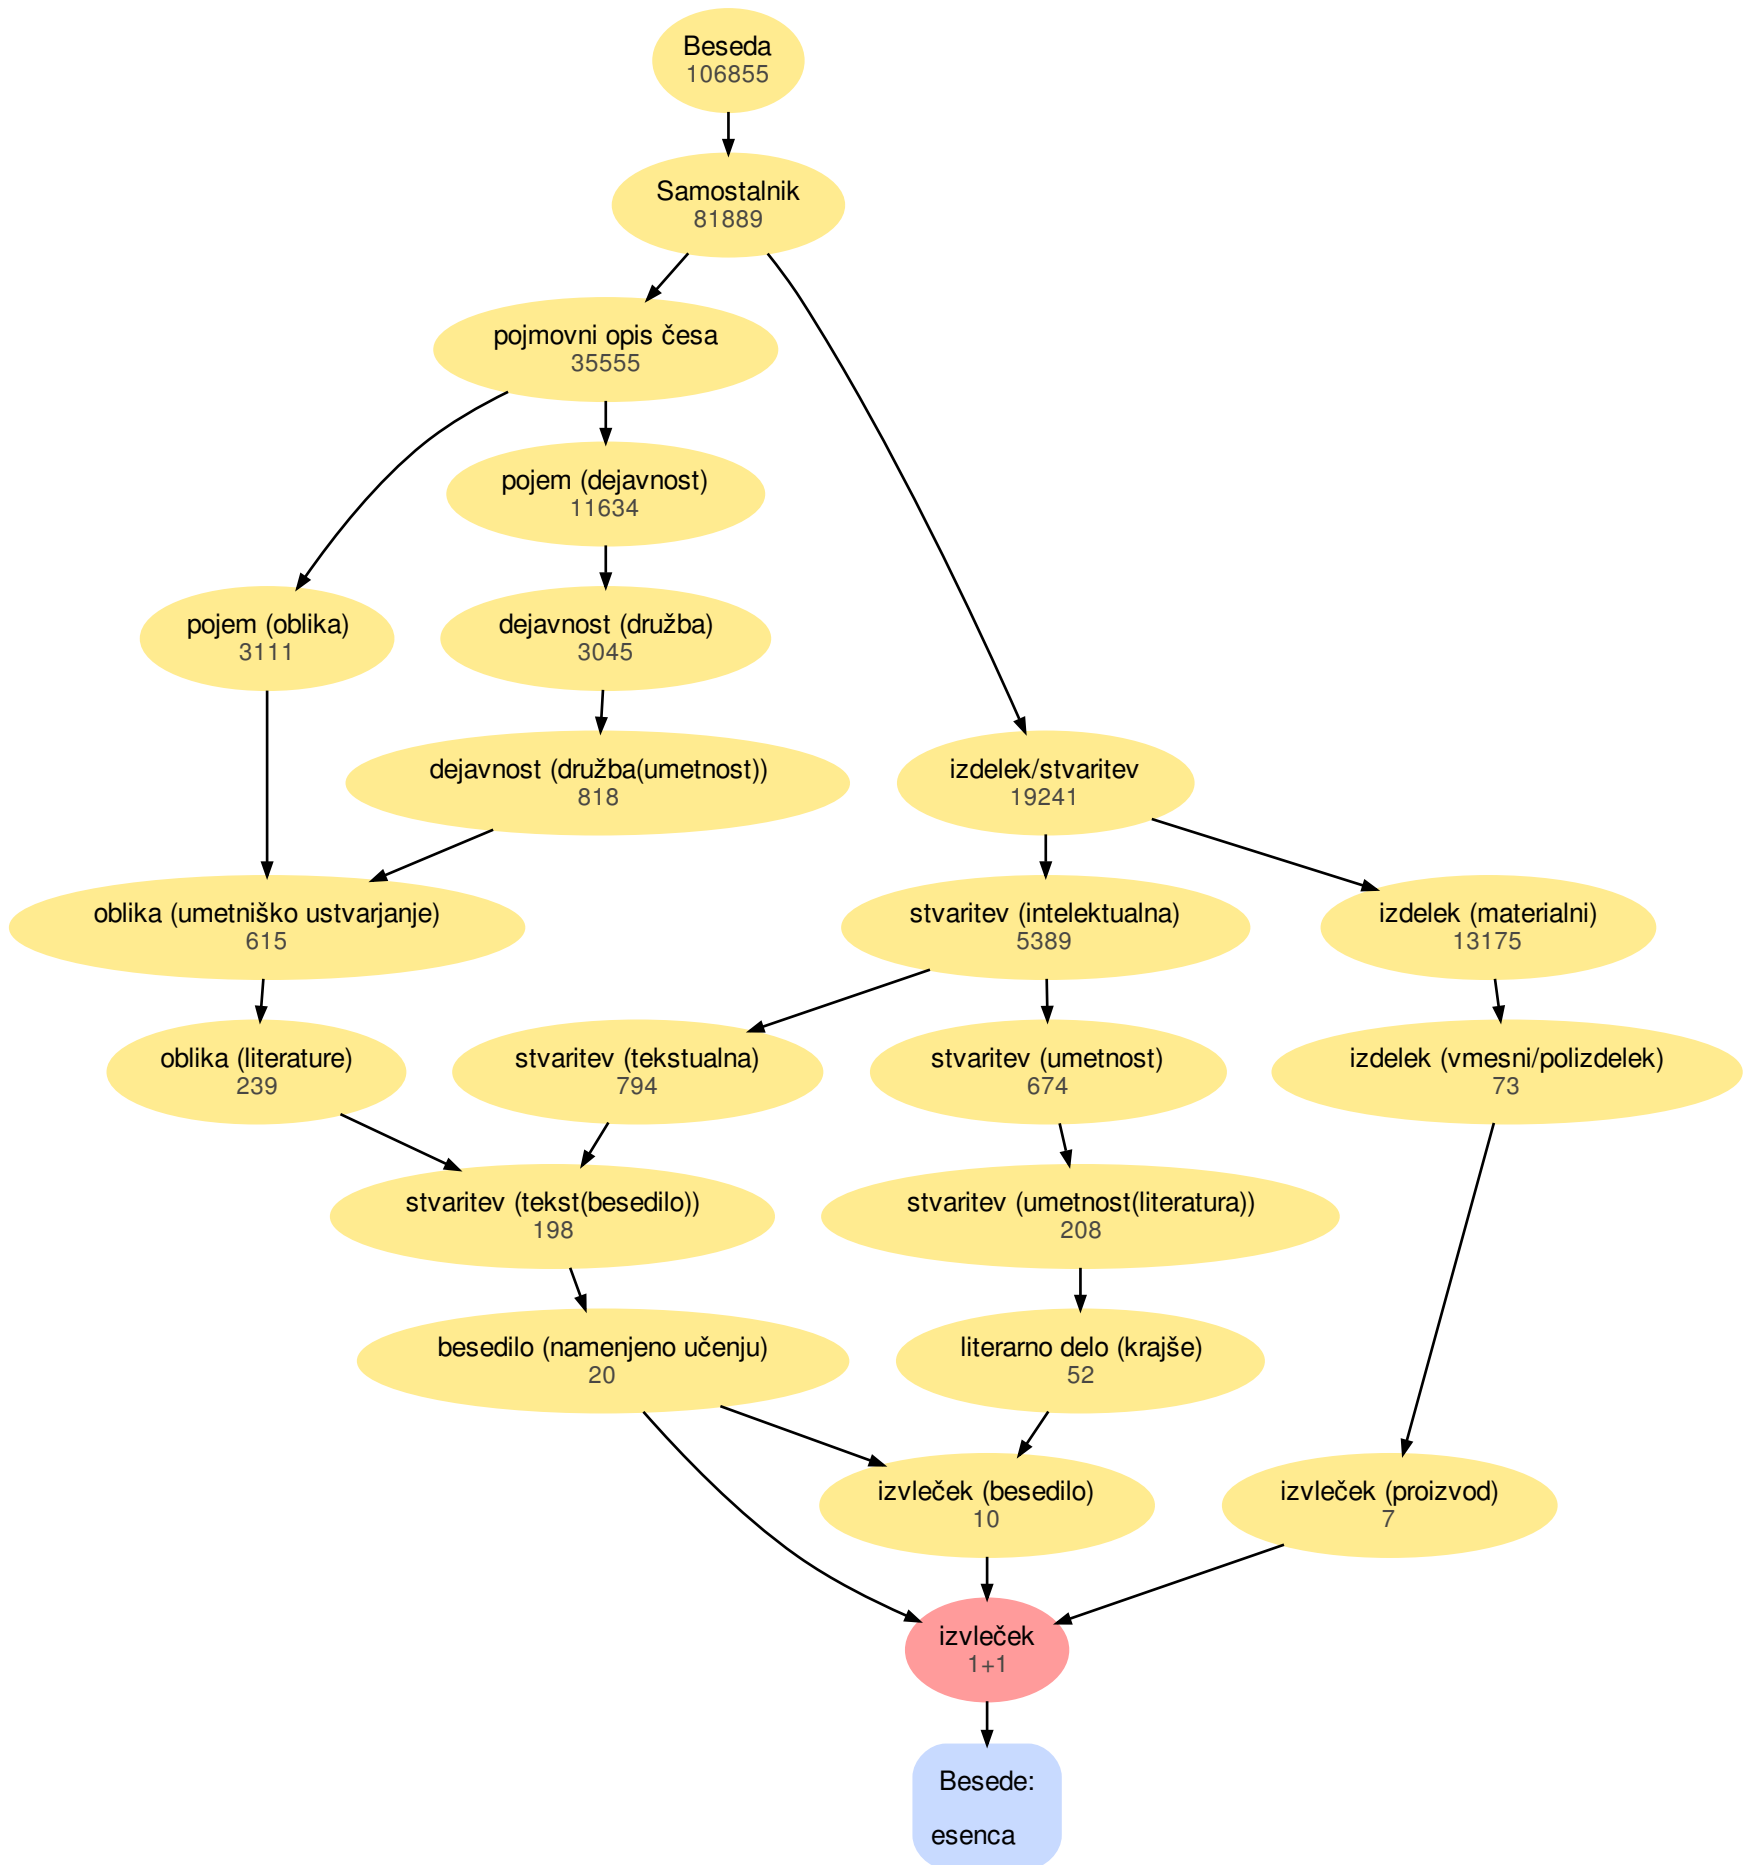 Beseda
106855
Samostalnik
81889
pojmovni opis česa
35555
pojem (dejavnost)
11634
pojem (oblika)
3111
dejavnost (družba)
3045
dejavnost (družba(umetnost))
818
izdelek/stvaritev
19241
oblika (umetniško ustvarjanje)
615
stvaritev (intelektualna)
5389
izdelek (materialni)
13175
oblika (literature)
239
stvaritev (tekstualna)
794
stvaritev (umetnost)
674
izdelek (vmesni/polizdelek)
73
stvaritev (tekst(besedilo))
198
stvaritev (umetnost(literatura))
208
besedilo (namenjeno učenju)
20
literarno delo (krajše)
52
izvleček (besedilo)
10
izvleček (proizvod)
7
izvleček
1+1
Besede:
esenca